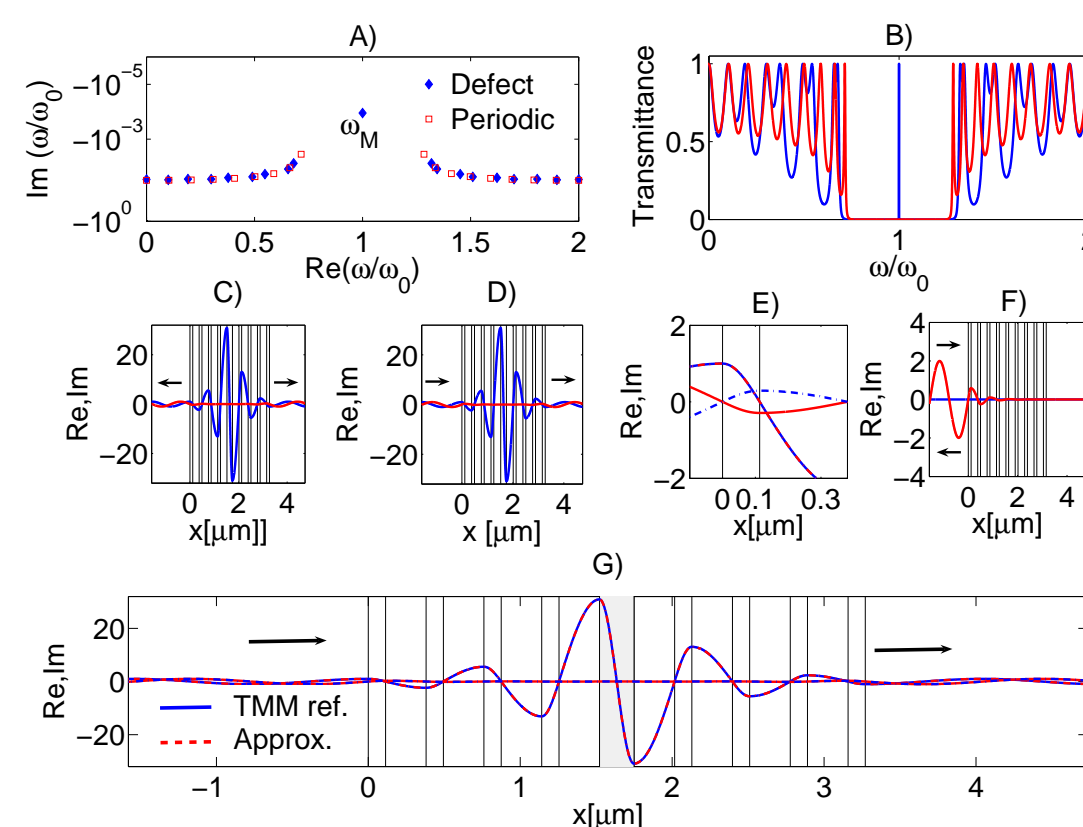 A)
Im (ω/ω₀)
−10⁻⁵
−10⁻³
−10⁰
Defect
Periodic
ω_M
0 0.5 1 1.5 2
Re(ω/ω₀)
B)
Transmittance
1
0.5
0
0 1 2
ω/ω₀
C)
Re,Im
20
0
−20
0 2 4
x[μm]]
D)
Re,Im
20
0
−20
0 2 4
x [μm]
E)
Re,Im
2
0
−2
0 0.1 0.3
x[μm]
F)
Re,Im
4
2
0
−2
−4
0 2 4
x[μm]
G)
Re,Im
20
0
−20
TMM ref.
Approx.
−1 0 1 2 3 4
x[μm]